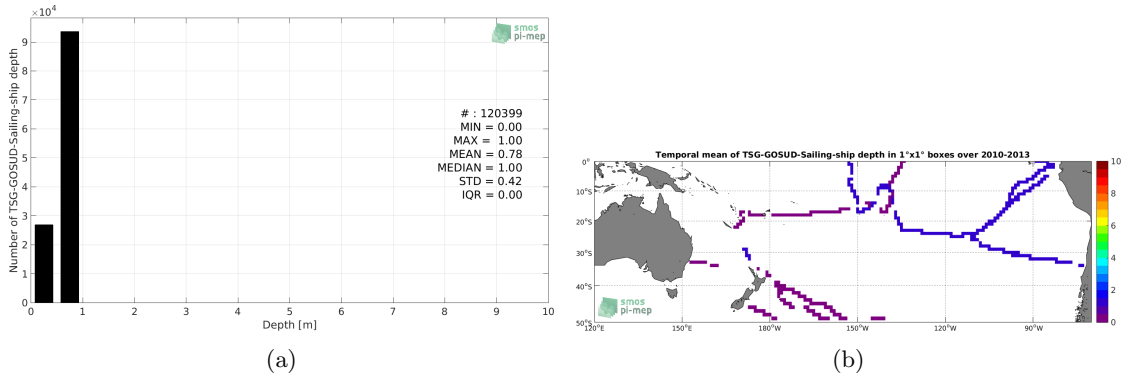 ×10⁴
9
8
7
6
5
4
3
2
1
0
Number of TSG-GOSUD-Sailing-ship depth
smos
pi-mep
# : 120399
MIN = 0.00
MAX = 1.00
MEAN = 0.78
MEDIAN = 1.00
STD = 0.42
IQR = 0.00
0 1 2 3 4 5 6 7 8 9 10
Depth [m]
(a)
Temporal mean of TSG-GOSUD-Sailing-ship depth in 1°x1° boxes over 2010-2013
0°
10°S
20°S
30°S
40°S
50°S
120°E 150°E 180°W 150°W 120°W 90°W
smos
pi-mep
10
8
6
4
2
0
(b)